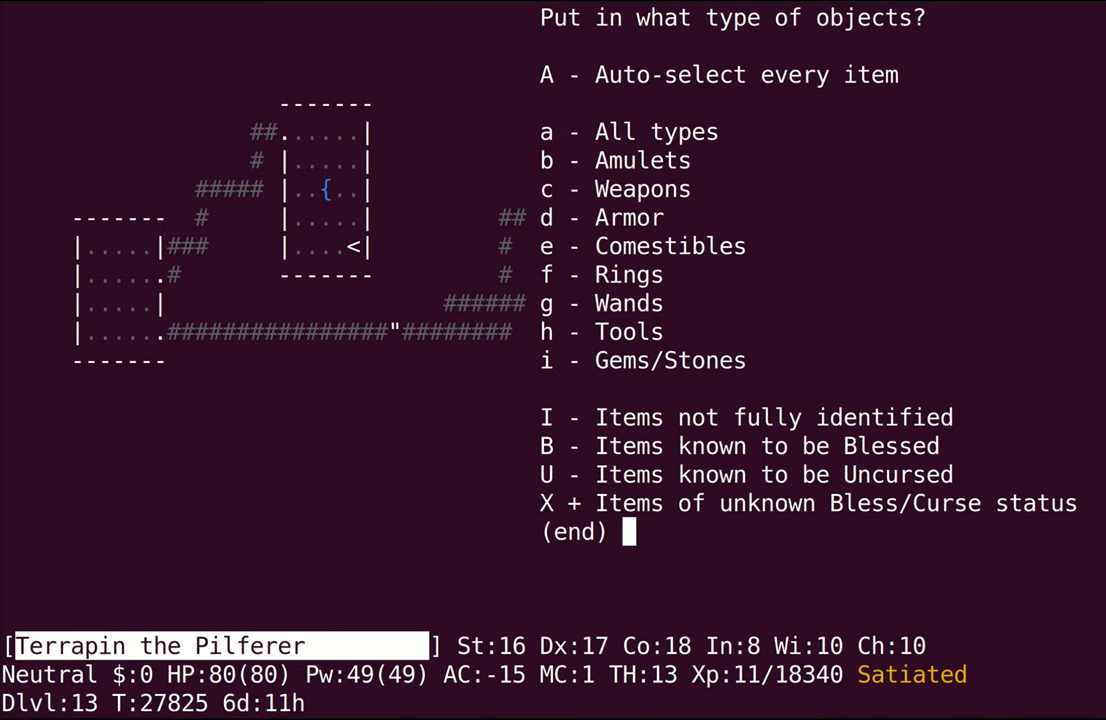 Put in what type of objects?
A - Auto-select every item
-------
##......| a - All types
# |.....| b - Amulets
##### |..{..| c - Weapons
------- # |.....| ## d - Armor
|.....|### |....<| # e - Comestibles
|......# ------- # f - Rings
|.....| ###### g - Wands
|......################"######## h - Tools
------- i - Gems/Stones
I - Items not fully identified
B - Items known to be Blessed
U - Items known to be Uncursed
X + Items of unknown Bless/Curse status
(end)
[Terrapin the Pilferer ] St:16 Dx:17 Co:18 In:8 Wi:10 Ch:10
Neutral $:0 HP:80(80) Pw:49(49) AC:-15 MC:1 TH:13 Xp:11/18340 Satiated
Dlvl:13 T:27825 6d:11h